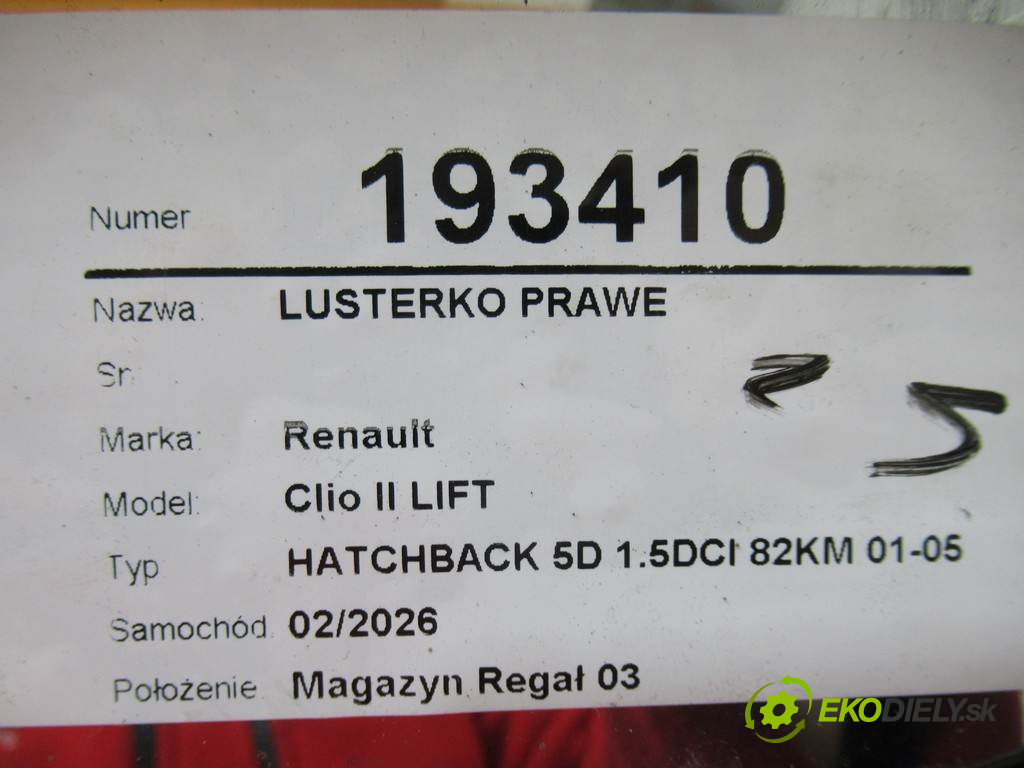 Numer 193410
Nazwa: LUSTERKO PRAWE
Sr.
Marka: Renault
Model: Clio II LIFT
Typ HATCHBACK 5D 1.5DCI 82KM 01-05
Samochód 02/2026
Położenie Magazyn Regał 03
5
EKODIELY.sk